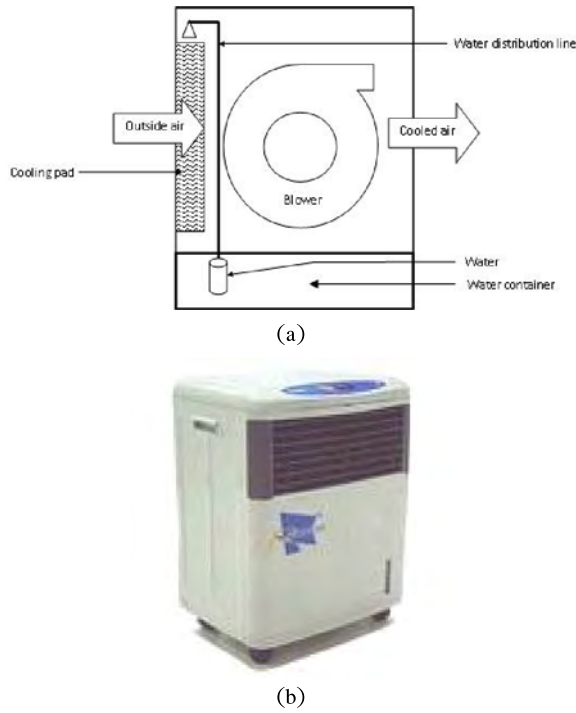 Water distribution line
Outside air
Cooled air
Cooling pad
Blower
Water
Water container
(a)
(b)